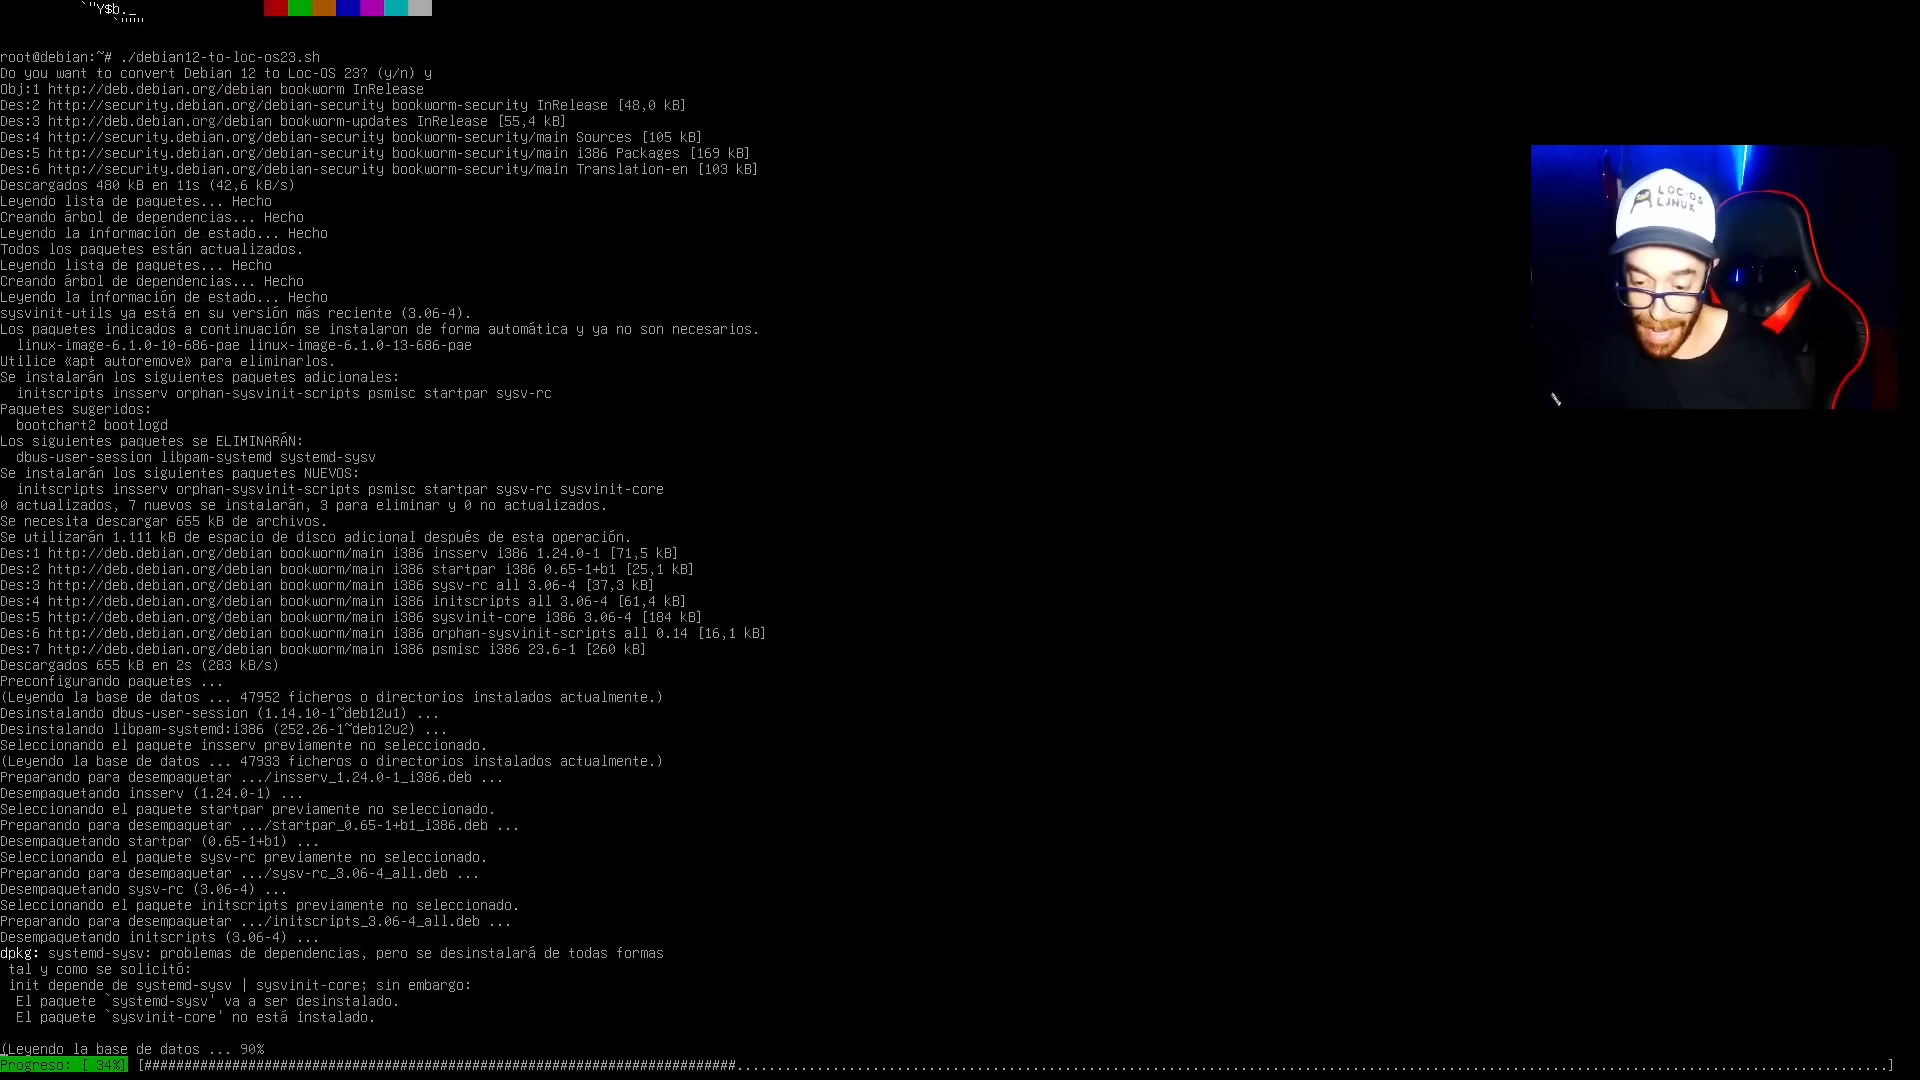 `"Y$b._
`""""
root@debian:~# ./debian12-to-loc-os23.sh
Do you want to convert Debian 12 to Loc-OS 23? (y/n) y
Obj:1 http://deb.debian.org/debian bookworm InRelease
Des:2 http://security.debian.org/debian-security bookworm-security InRelease [48,0 kB]
Des:3 http://deb.debian.org/debian bookworm-updates InRelease [55,4 kB]
Des:4 http://security.debian.org/debian-security bookworm-security/main Sources [105 kB]
Des:5 http://security.debian.org/debian-security bookworm-security/main i386 Packages [169 kB]
Des:6 http://security.debian.org/debian-security bookworm-security/main Translation-en [103 kB]
Descargados 480 kB en 11s (42,6 kB/s)
Leyendo lista de paquetes... Hecho
Creando árbol de dependencias... Hecho
Leyendo la información de estado... Hecho
Todos los paquetes están actualizados.
Leyendo lista de paquetes... Hecho
Creando árbol de dependencias... Hecho
Leyendo la información de estado... Hecho
sysvinit-utils ya está en su versión más reciente (3.06-4).
Los paquetes indicados a continuación se instalaron de forma automática y ya no son necesarios.
linux-image-6.1.0-10-686-pae linux-image-6.1.0-13-686-pae
Utilice «apt autoremove» para eliminarlos.
Se instalarán los siguientes paquetes adicionales:
initscripts insserv orphan-sysvinit-scripts psmisc startpar sysv-rc
Paquetes sugeridos:
bootchart2 bootlogd
Los siguientes paquetes se ELIMINARÁN:
dbus-user-session libpam-systemd systemd-sysv
Se instalarán los siguientes paquetes NUEVOS:
initscripts insserv orphan-sysvinit-scripts psmisc startpar sysv-rc sysvinit-core
0 actualizados, 7 nuevos se instalarán, 3 para eliminar y 0 no actualizados.
Se necesita descargar 655 kB de archivos.
Se utilizarán 1.111 kB de espacio de disco adicional después de esta operación.
Des:1 http://deb.debian.org/debian bookworm/main i386 insserv i386 1.24.0-1 [71,5 kB]
Des:2 http://deb.debian.org/debian bookworm/main i386 startpar i386 0.65-1+b1 [25,1 kB]
Des:3 http://deb.debian.org/debian bookworm/main i386 sysv-rc all 3.06-4 [37,3 kB]
Des:4 http://deb.debian.org/debian bookworm/main i386 initscripts all 3.06-4 [61,4 kB]
Des:5 http://deb.debian.org/debian bookworm/main i386 sysvinit-core i386 3.06-4 [184 kB]
Des:6 http://deb.debian.org/debian bookworm/main i386 orphan-sysvinit-scripts all 0.14 [16,1 kB]
Des:7 http://deb.debian.org/debian bookworm/main i386 psmisc i386 23.6-1 [260 kB]
Descargados 655 kB en 2s (283 kB/s)
Preconfigurando paquetes ...
(Leyendo la base de datos ... 47952 ficheros o directorios instalados actualmente.)
Desinstalando dbus-user-session (1.14.10-1~deb12u1) ...
Desinstalando libpam-systemd:i386 (252.26-1~deb12u2) ...
Seleccionando el paquete insserv previamente no seleccionado.
(Leyendo la base de datos ... 47933 ficheros o directorios instalados actualmente.)
Preparando para desempaquetar .../insserv_1.24.0-1_i386.deb ...
Desempaquetando insserv (1.24.0-1) ...
Seleccionando el paquete startpar previamente no seleccionado.
Preparando para desempaquetar .../startpar_0.65-1+b1_i386.deb ...
Desempaquetando startpar (0.65-1+b1) ...
Seleccionando el paquete sysv-rc previamente no seleccionado.
Preparando para desempaquetar .../sysv-rc_3.06-4_all.deb ...
Desempaquetando sysv-rc (3.06-4) ...
Seleccionando el paquete initscripts previamente no seleccionado.
Preparando para desempaquetar .../initscripts_3.06-4_all.deb ...
Desempaquetando initscripts (3.06-4) ...
dpkg: systemd-sysv: problemas de dependencias, pero se desinstalará de todas formas
tal y como se solicitó:
init depende de systemd-sysv | sysvinit-core; sin embargo:
El paquete `systemd-sysv' va a ser desinstalado.
El paquete `sysvinit-core' no está instalado.
(Leyendo la base de datos ... 90%
Progreso: [ 34%]
LOC-OS
LINUX